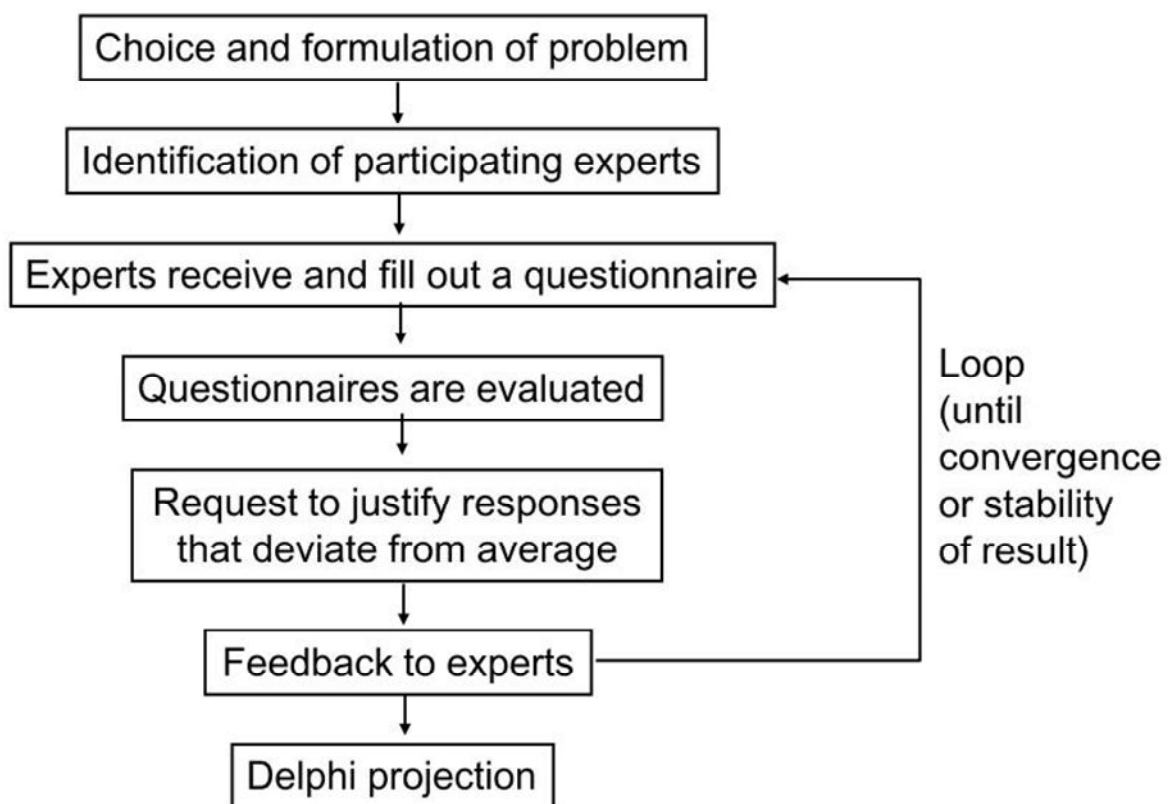 Choice and formulation of problem
Identification of participating experts
Experts receive and fill out a questionnaire
Questionnaires are evaluated
Request to justify responses
that deviate from average
Feedback to experts
Delphi projection
Loop
(until
convergence
or stability
of result)